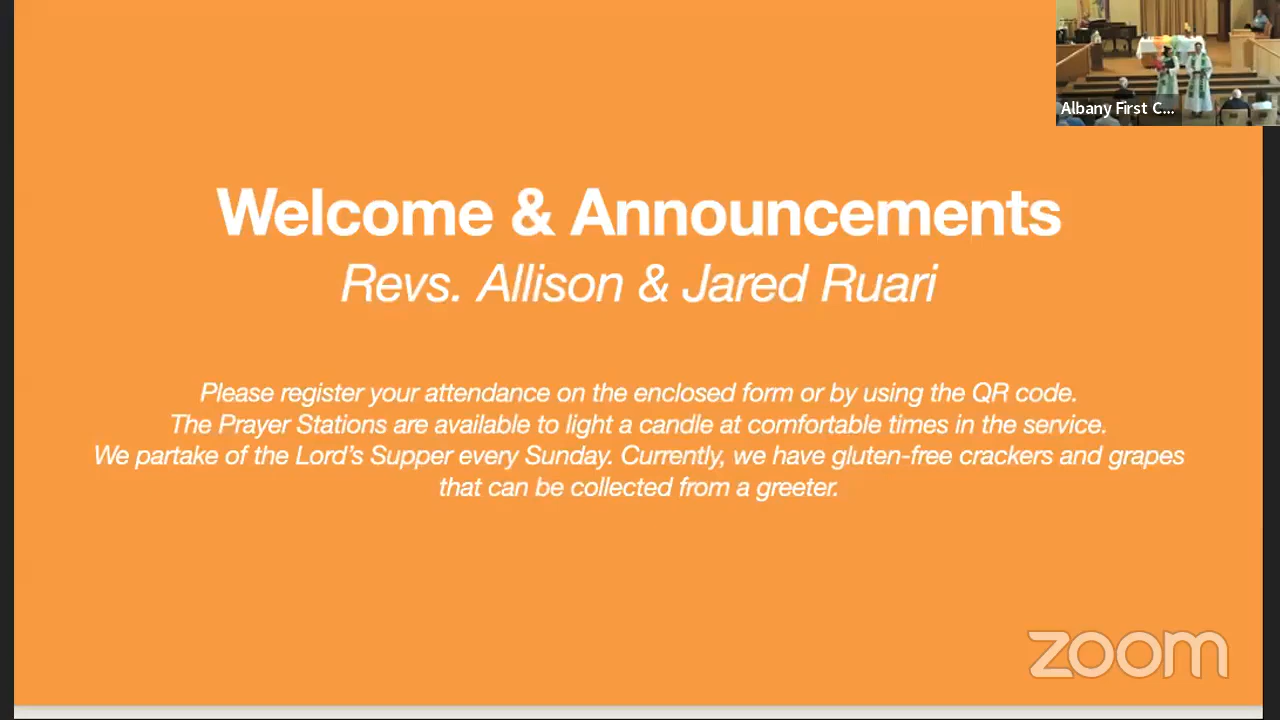 Albany First C...
Welcome & Announcements
Revs. Allison & Jared Ruari
Please register your attendance on the enclosed form or by using the QR code.
The Prayer Stations are available to light a candle at comfortable times in the service.
We partake of the Lord's Supper every Sunday. Currently, we have gluten-free crackers and grapes
that can be collected from a greeter.
zoom